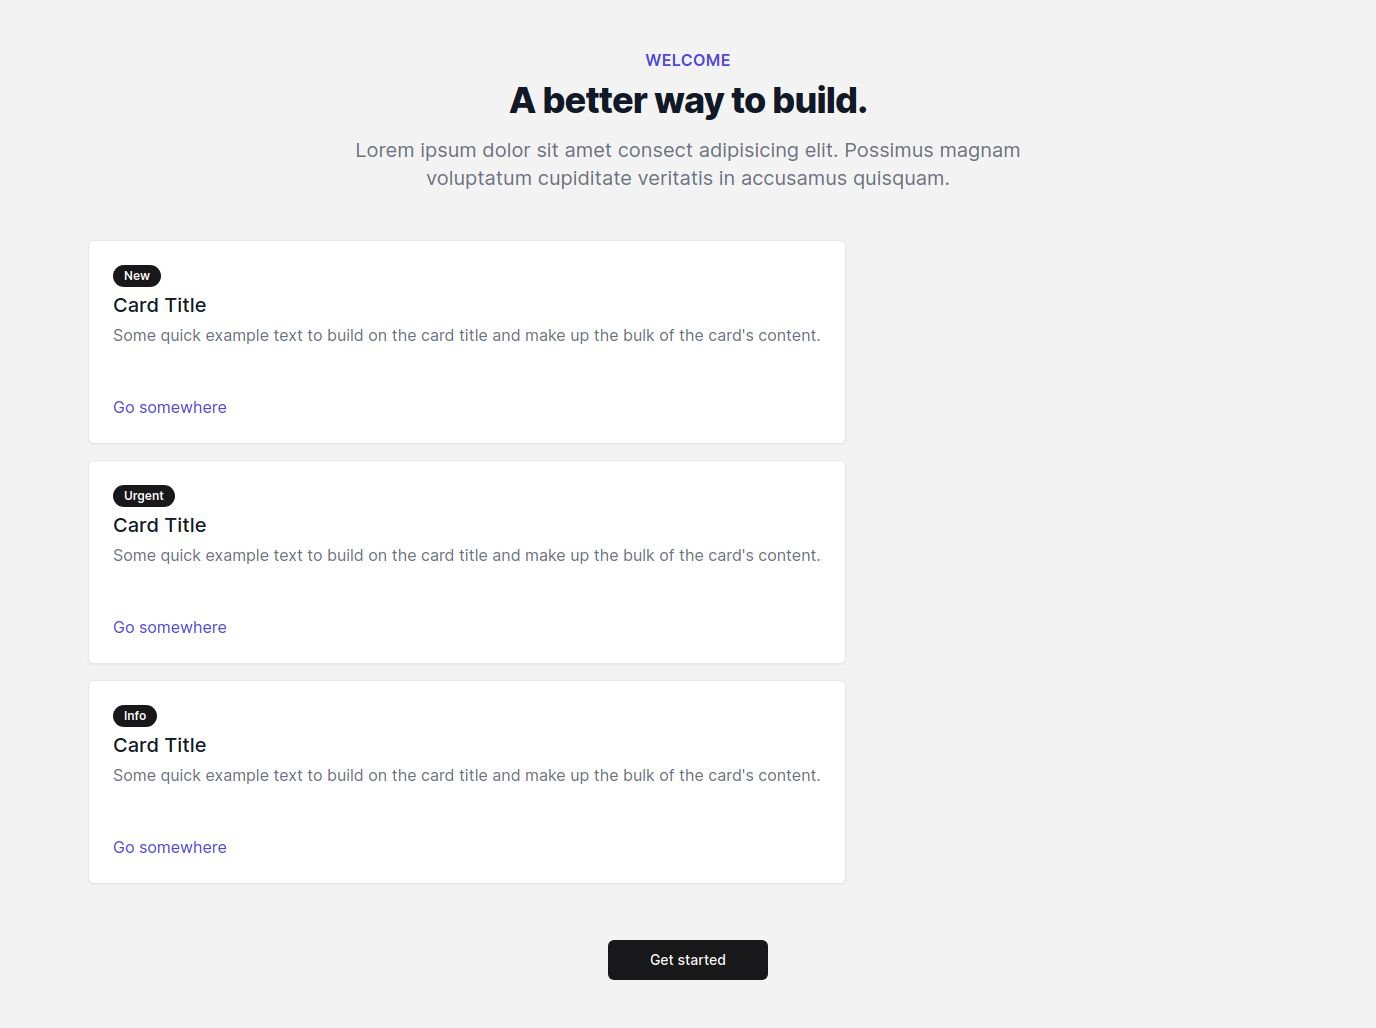 WELCOME
A better way to build.
Lorem ipsum dolor sit amet consect adipisicing elit. Possimus magnam
voluptatum cupiditate veritatis in accusamus quisquam.
New
Card Title
Some quick example text to build on the card title and make up the bulk of the card's content.
Go somewhere
Urgent
Card Title
Some quick example text to build on the card title and make up the bulk of the card's content.
Go somewhere
Info
Card Title
Some quick example text to build on the card title and make up the bulk of the card's content.
Go somewhere
Get started